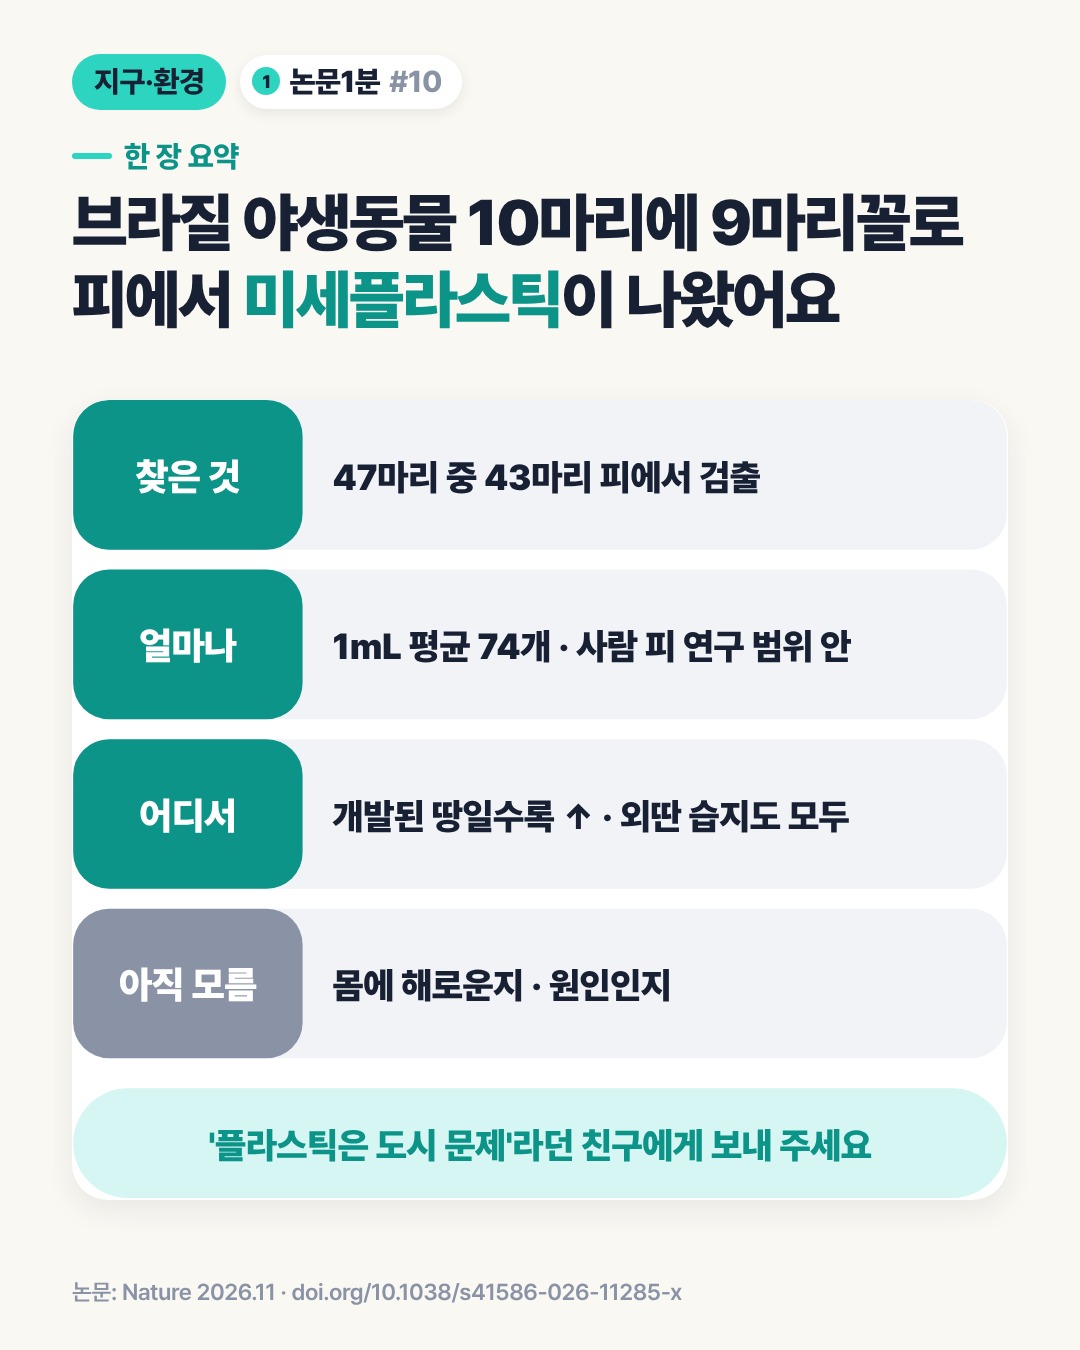 지구·환경
1 논문1분 #10
한 장 요약
브라질 야생동물 10마리에 9마리꼴로
피에서 미세플라스틱이 나왔어요
찾은 것
47마리 중 43마리 피에서 검출
얼마나
1mL 평균 74개 · 사람 피 연구 범위 안
어디서
개발된 땅일수록 ↑ · 외딴 습지도 모두
아직 모름
몸에 해로운지 · 원인인지
'플라스틱은 도시 문제'라던 친구에게 보내 주세요
논문: Nature 2026.11 · doi.org/10.1038/s41586-026-11285-x